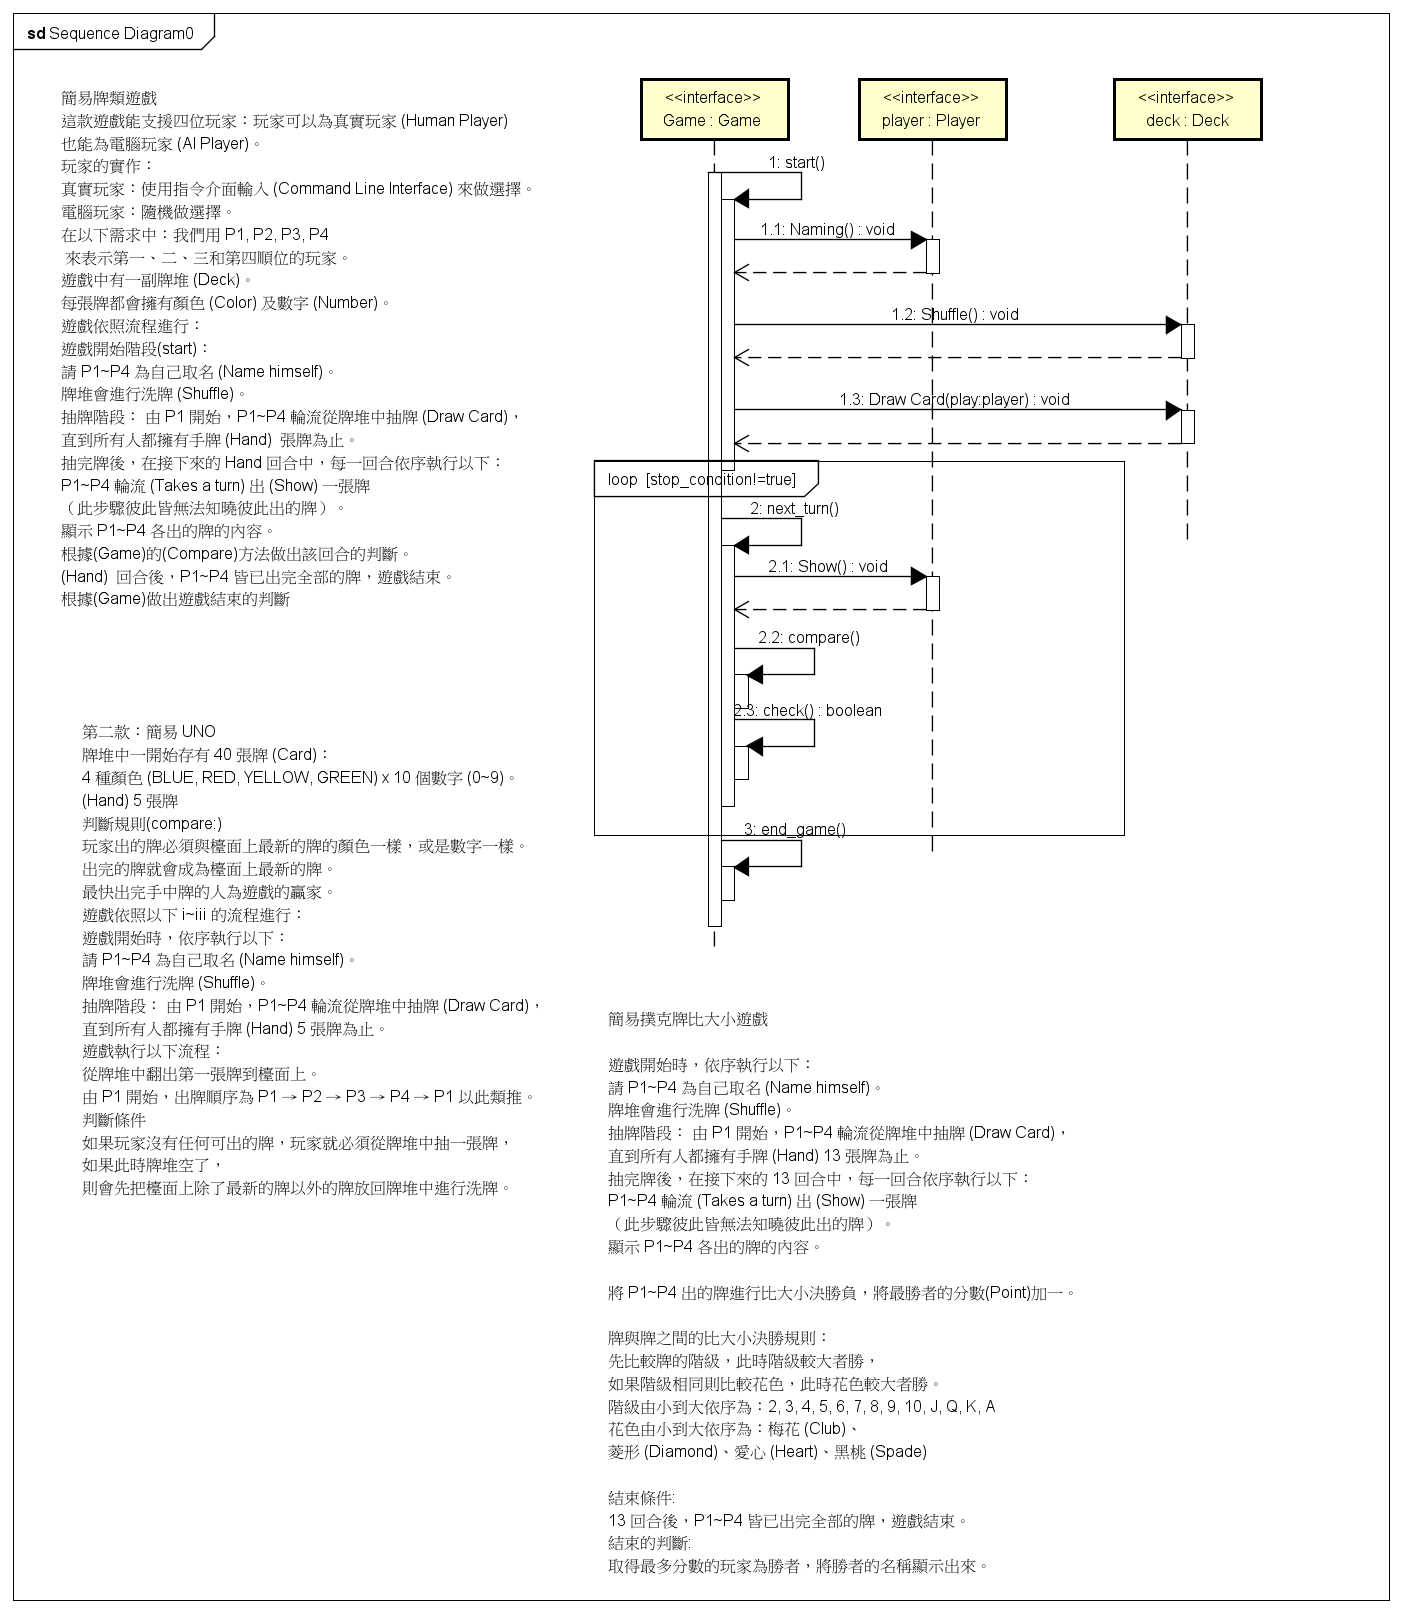 sd Sequence Diagram0
簡易牌類遊戲
這款遊戲能支援四位玩家：玩家可以為真實玩家 (Human Player)
也能為電腦玩家 (AI Player)。
玩家的實作：
真實玩家：使用指令介面輸入 (Command Line Interface) 來做選擇。
電腦玩家：隨機做選擇。
在以下需求中：我們用 P1, P2, P3, P4
來表示第一、二、三和第四順位的玩家。
遊戲中有一副牌堆 (Deck)。
每張牌都會擁有顏色 (Color) 及數字 (Number)。
遊戲依照流程進行：
遊戲開始階段(start)：
請 P1~P4 為自己取名 (Name himself)。
牌堆會進行洗牌 (Shuffle)。
抽牌階段： 由 P1 開始，P1~P4 輪流從牌堆中抽牌 (Draw Card)，
直到所有人都擁有手牌 (Hand)  張牌為止。
抽完牌後，在接下來的 Hand 回合中，每一回合依序執行以下：
P1~P4 輪流 (Takes a turn) 出 (Show) 一張牌
（此步驟彼此皆無法知曉彼此出的牌）。
顯示 P1~P4 各出的牌的內容。
根據(Game)的(Compare)方法做出該回合的判斷。
(Hand)  回合後，P1~P4 皆已出完全部的牌，遊戲結束。
根據(Game)做出遊戲結束的判斷
<<interface>>
Game : Game
<<interface>>
player : Player
<<interface>>
deck : Deck
1: start()
1.1: Naming() : void
1.2: Shuffle() : void
1.3: Draw Card(play:player) : void
loop [stop_condition!=true]
2: next_turn()
2.1: Show() : void
2.2: compare()
2.3: check() : boolean
3: end_game()
第二款：簡易 UNO
牌堆中一開始存有 40 張牌 (Card)：
4 種顏色 (BLUE, RED, YELLOW, GREEN) x 10 個數字 (0~9)。
(Hand) 5 張牌
判斷規則(compare:)
玩家出的牌必須與檯面上最新的牌的顏色一樣，或是數字一樣。
出完的牌就會成為檯面上最新的牌。
最快出完手中牌的人為遊戲的贏家。
遊戲依照以下 i~iii 的流程進行：
遊戲開始時，依序執行以下：
請 P1~P4 為自己取名 (Name himself)。
牌堆會進行洗牌 (Shuffle)。
抽牌階段： 由 P1 開始，P1~P4 輪流從牌堆中抽牌 (Draw Card)，
直到所有人都擁有手牌 (Hand) 5 張牌為止。
遊戲執行以下流程：
從牌堆中翻出第一張牌到檯面上。
由 P1 開始，出牌順序為 P1 → P2 → P3 → P4 → P1 以此類推。
判斷條件
如果玩家沒有任何可出的牌，玩家就必須從牌堆中抽一張牌，
如果此時牌堆空了，
則會先把檯面上除了最新的牌以外的牌放回牌堆中進行洗牌。
簡易撲克牌比大小遊戲
遊戲開始時，依序執行以下：
請 P1~P4 為自己取名 (Name himself)。
牌堆會進行洗牌 (Shuffle)。
抽牌階段： 由 P1 開始，P1~P4 輪流從牌堆中抽牌 (Draw Card)，
直到所有人都擁有手牌 (Hand) 13 張牌為止。
抽完牌後，在接下來的 13 回合中，每一回合依序執行以下：
P1~P4 輪流 (Takes a turn) 出 (Show) 一張牌
（此步驟彼此皆無法知曉彼此出的牌）。
顯示 P1~P4 各出的牌的內容。
將 P1~P4 出的牌進行比大小決勝負，將最勝者的分數(Point)加一。
牌與牌之間的比大小決勝規則：
先比較牌的階級，此時階級較大者勝，
如果階級相同則比較花色，此時花色較大者勝。
階級由小到大依序為：2, 3, 4, 5, 6, 7, 8, 9, 10, J, Q, K, A
花色由小到大依序為：梅花 (Club)、
菱形 (Diamond)、愛心 (Heart)、黑桃 (Spade)
結束條件:
13 回合後，P1~P4 皆已出完全部的牌，遊戲結束。
結束的判斷:
取得最多分數的玩家為勝者，將勝者的名稱顯示出來。